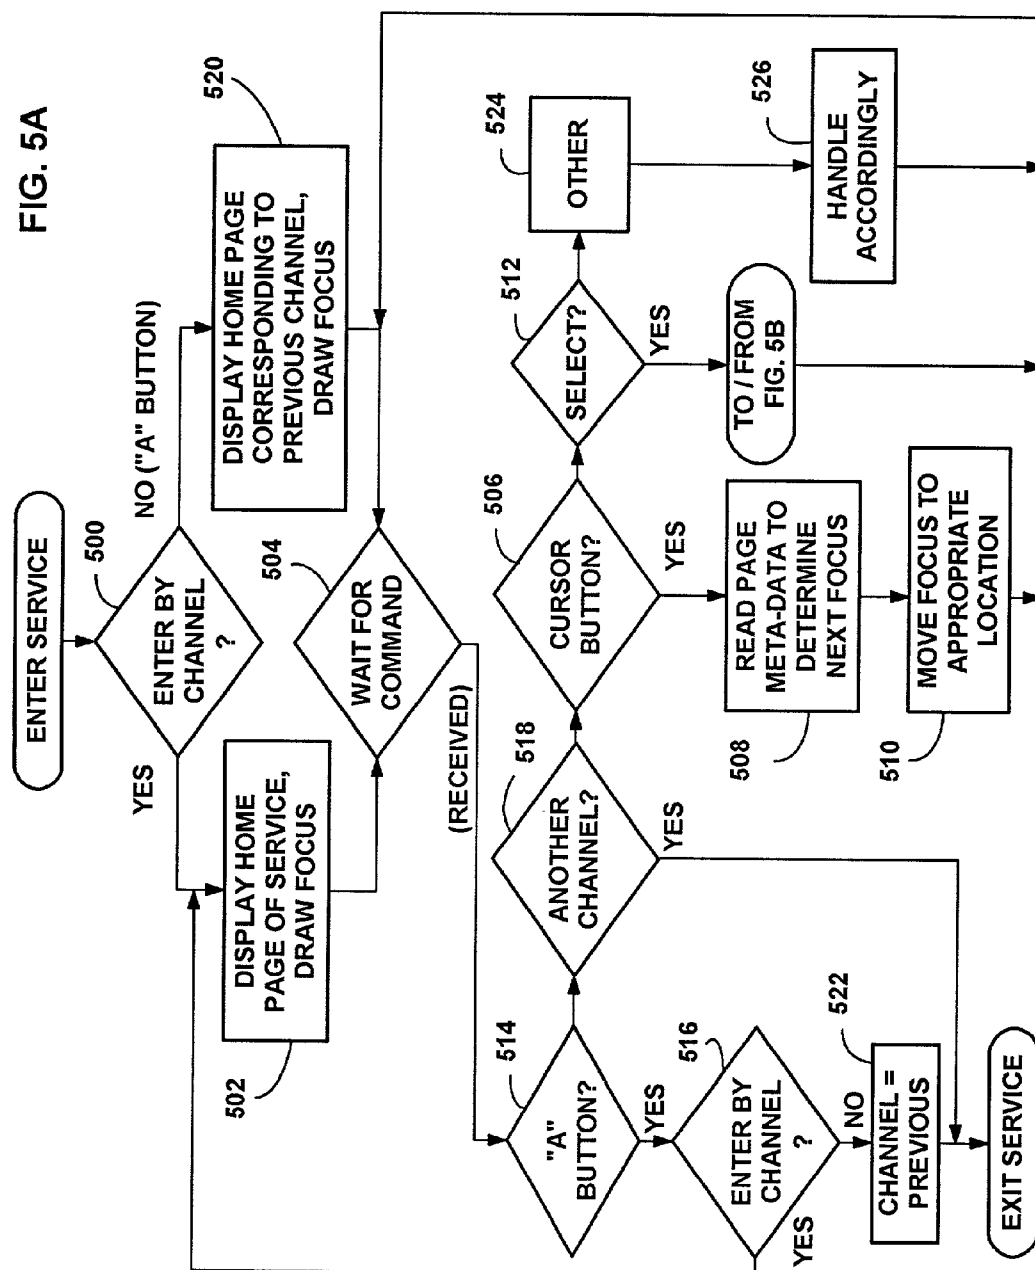 FIG. 5A
ENTER SERVICE
500
ENTER BY
CHANNEL
?
YES
NO ("A" BUTTON)
502
DISPLAY HOME
PAGE OF SERVICE,
DRAW FOCUS
520
DISPLAY HOME PAGE
CORRESPONDING TO
PREVIOUS CHANNEL,
DRAW FOCUS
504
WAIT FOR
COMMAND
(RECEIVED)
514
"A"
BUTTON?
YES
518
ANOTHER
CHANNEL?
YES
506
CURSOR
BUTTON?
YES
512
SELECT?
YES
524
OTHER
516
ENTER BY
CHANNEL
?
YES
NO
522
CHANNEL =
PREVIOUS
EXIT SERVICE
508
READ PAGE
META-DATA TO
DETERMINE
NEXT FOCUS
510
MOVE FOCUS TO
APPROPRIATE
LOCATION
TO / FROM
FIG. 5B
526
HANDLE
ACCORDINGLY